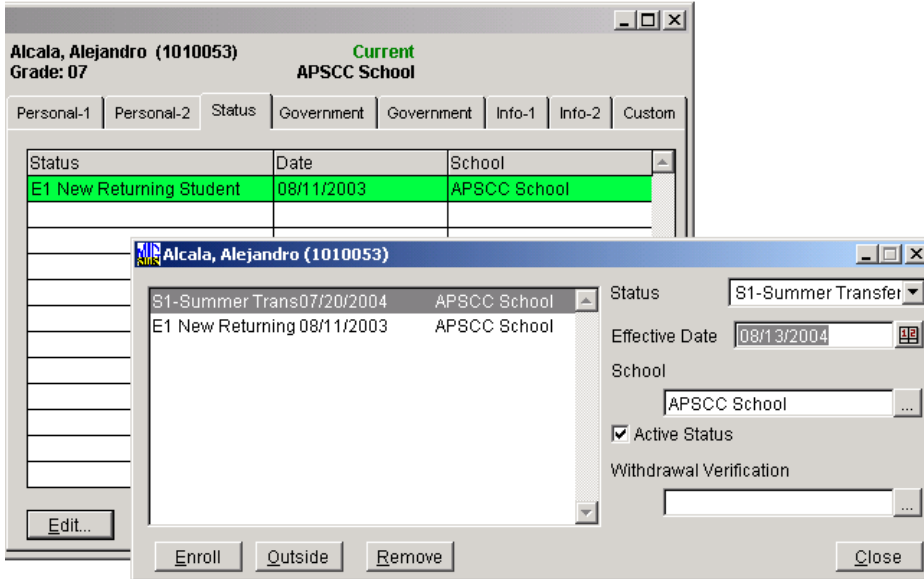 Alcala, Alejandro (1010053) Current
Grade: 07 APSCC School
Personal-1 Personal-2 Status Government Government Info-1 Info-2 Custom
Status Date School
E1 New Returning Student 08/11/2003 APSCC School
Alcala, Alejandro (1010053)
S1-Summer Trans07/20/2004 APSCC School
E1 New Returning 08/11/2003 APSCC School
Status S1-Summer Transfer
Effective Date 08/13/2004
School
APSCC School ...
Active Status
Withdrawal Verification
...
Edit...
Enroll Outside Remove Close